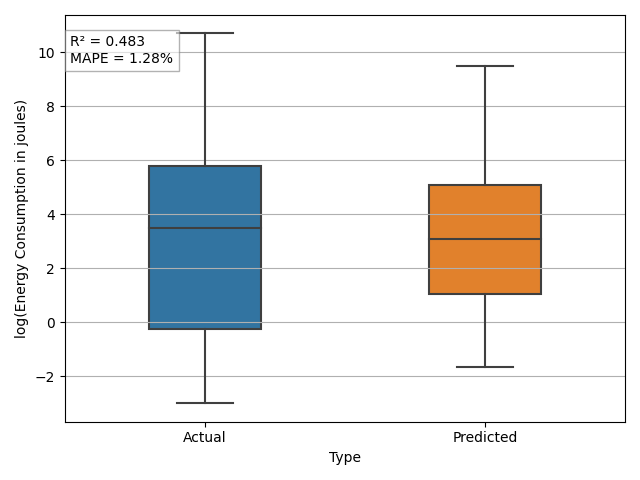 R² = 0.483
MAPE = 1.28%
10
8
6
4
2
0
−2
log(Energy Consumption in joules)
Actual
Predicted
Type